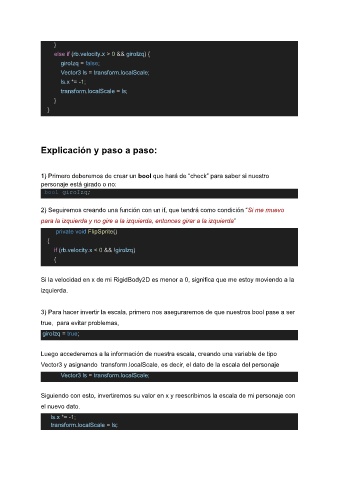 }
else if (rb.velocity.x > 0 && giroIzq) {
giroIzq = false;
Vector3 ls = transform.localScale;
ls.x *= -1;
transform.localScale = ls;
}
}
Explicación y paso a paso:
1) Primero deberemos de crear un bool que hará de “check” para saber si nuestro
personaje está girado o no;
bool giroIzq;
2) Seguiremos creando una función con un if, que tendrá como condición “Si me muevo
para la izquierda y no gire a la izquierda, entonces girar a la izquierda”
private void FlipSprite()
{
if (rb.velocity.x < 0 && !giroIzq)
{
Si la velocidad en x de mi RigidBody2D es menor a 0, significa que me estoy moviendo a la
izquierda.
3) Para hacer invertir la escala, primero nos aseguraremos de que nuestros bool pase a ser
true, para evitar problemas,
giroIzq = true;
Luego accederemos a la información de nuestra escala, creando una variable de tipo
Vector3 y asignando transform.localScale, es decir, el dato de la escala del personaje
Vector3 ls = transform.localScale;
Siguiendo con esto, invertiremos su valor en x y reescribimos la escala de mi personaje con
el nuevo dato.
ls.x *= -1;
transform.localScale = ls;